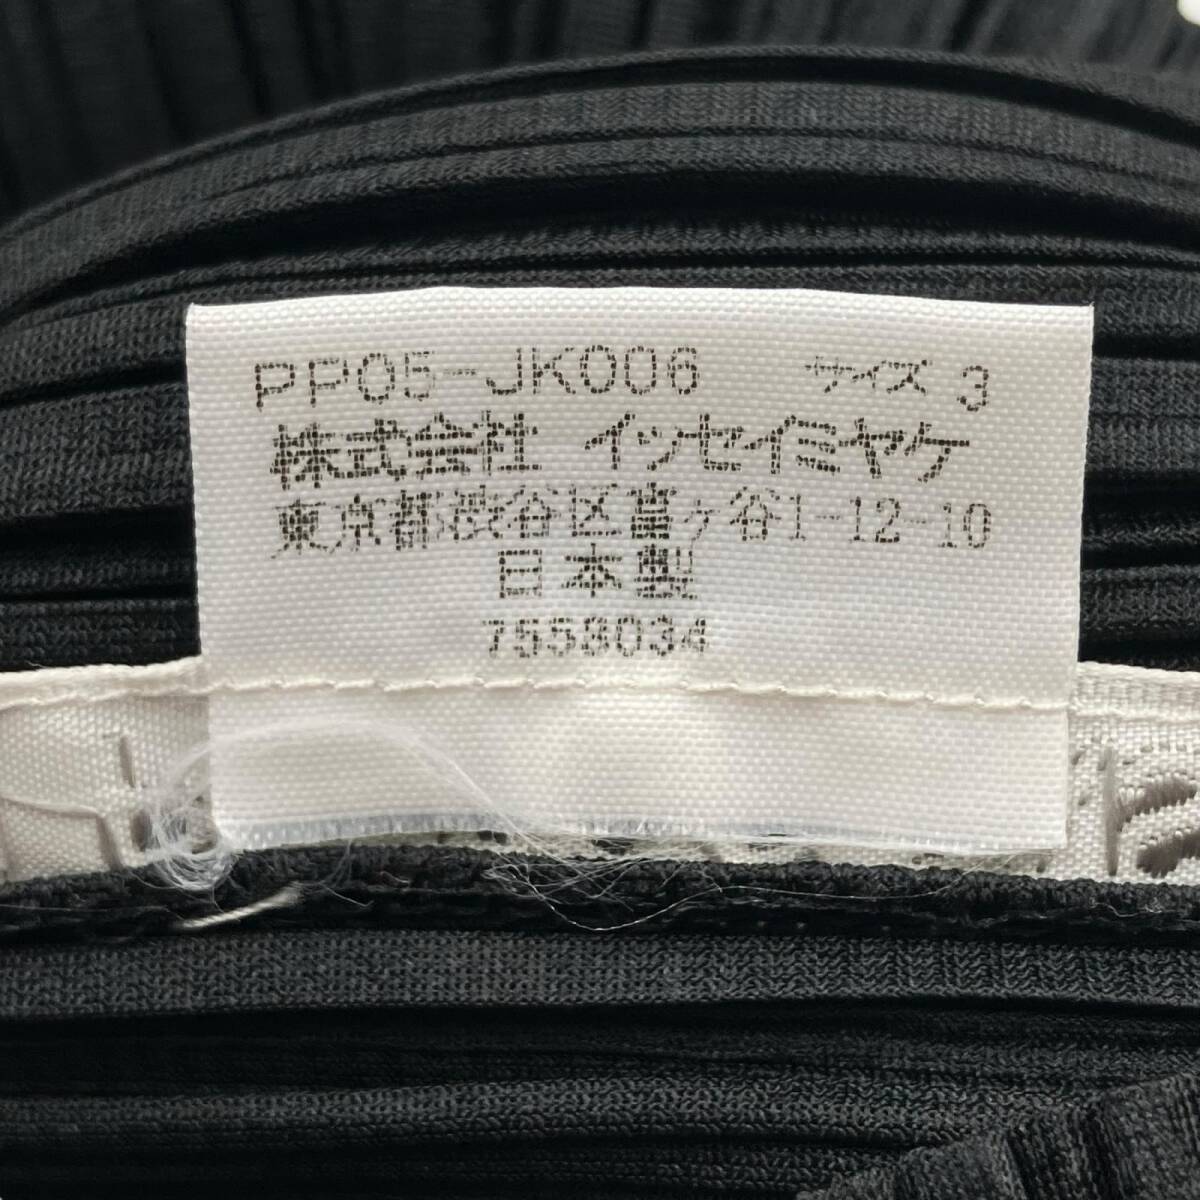 PP05-JK006 サイズ 3
株式会社 イッセイミヤケ
東京都渋谷区富ヶ谷1-12-10
日本製
7553034